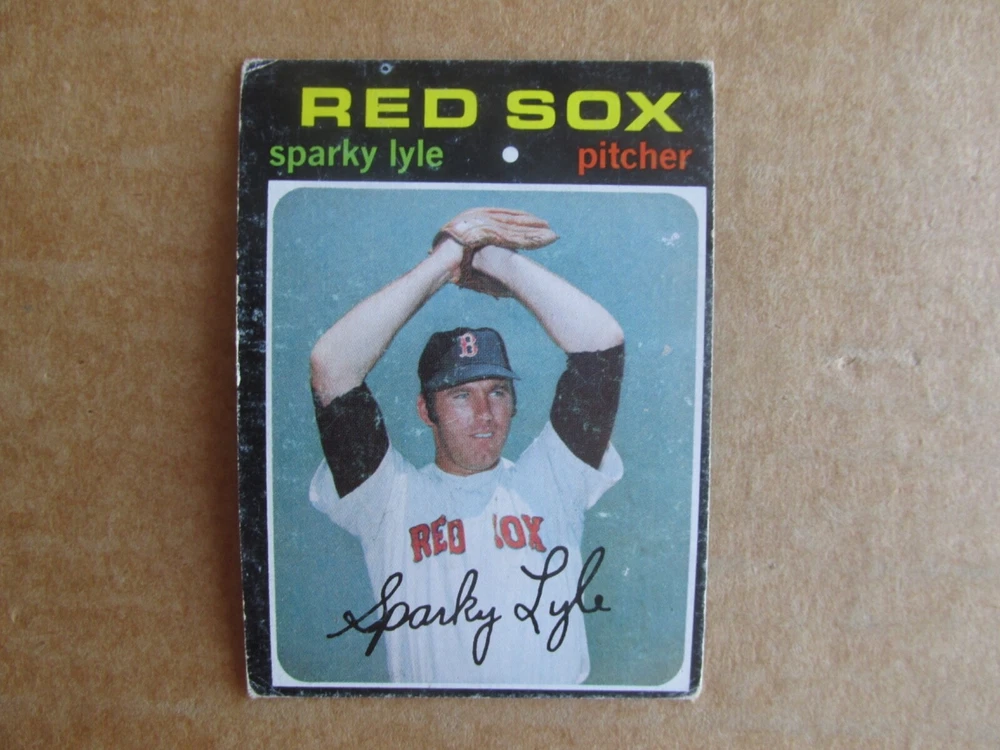 RED SOX
sparky lyle • pitcher
B
RED SOX
Sparky Lyle